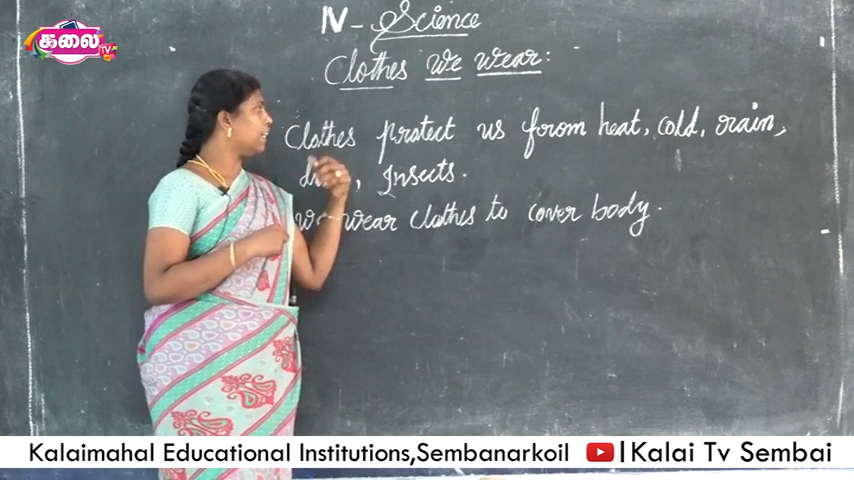 கலை
TV
IV - Science
Clothes we wear:
Clothes protect us from heat, cold, rain,
, Insects.
we wear clothes to cover body.
Kalaimahal Educational Institutions,Sembanarkoil |Kalai Tv Sembai